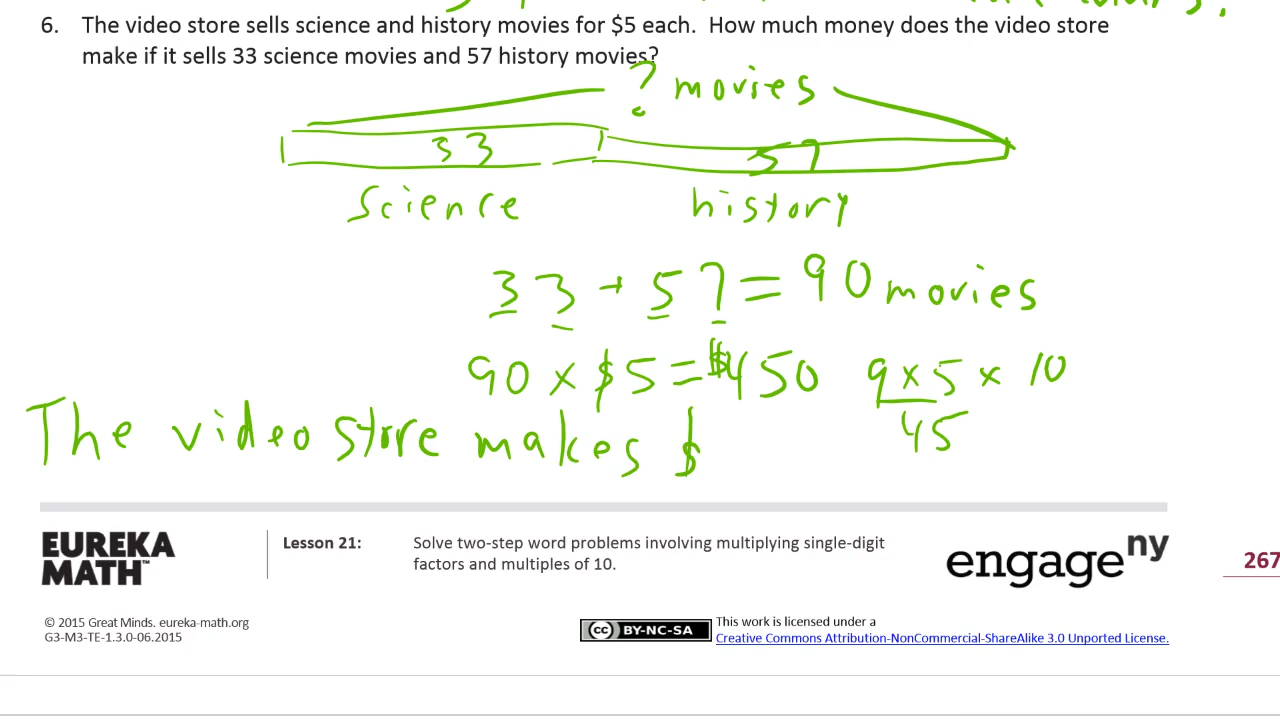 6. The video store sells science and history movies for $5 each. How much money does the video store
make if it sells 33 science movies and 57 history movies?
? movies
33 57
science history
33 + 57 = 90 movies
90 x $5 = $450 9 x 5 x 10
45
The video store makes $
EUREKA MATH™
Lesson 21: Solve two-step word problems involving multiplying single-digit
factors and multiples of 10.
engage ny
267
© 2015 Great Minds. eureka-math.org
G3-M3-TE-1.3.0-06.2015
cc BY-NC-SA
This work is licensed under a
Creative Commons Attribution-NonCommercial-ShareAlike 3.0 Unported License.